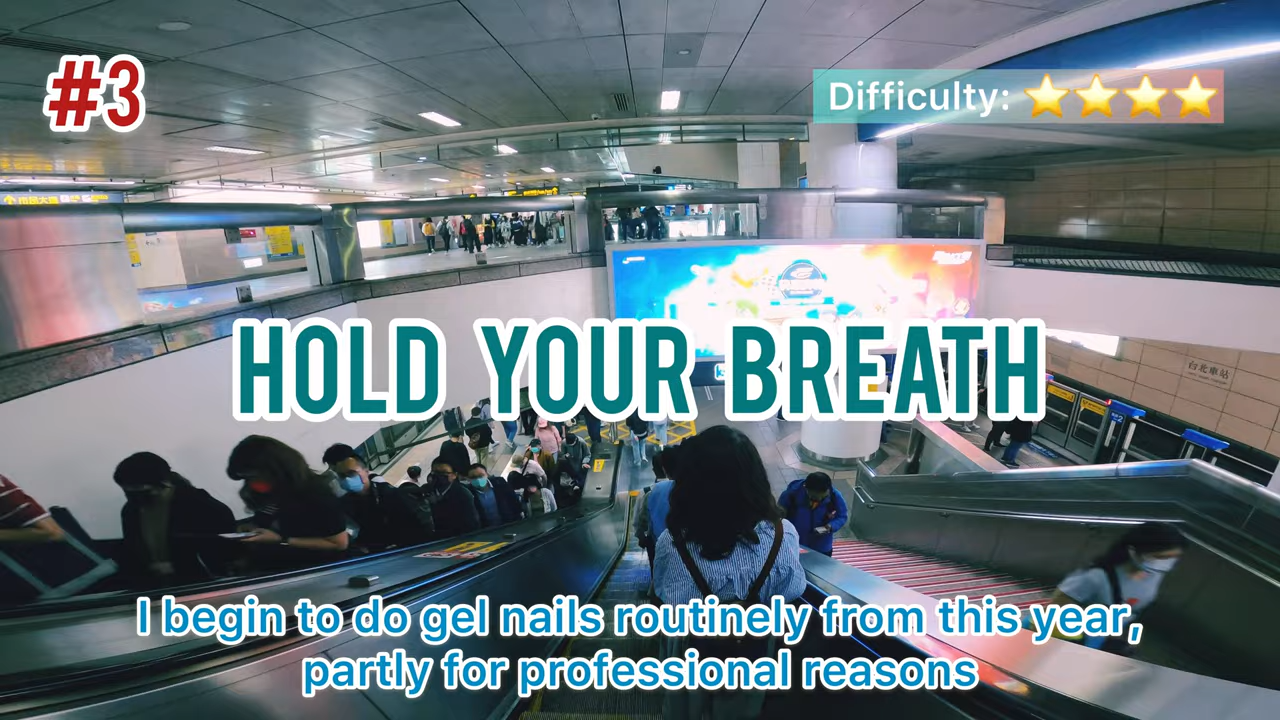 #3
Difficulty: ⭐⭐⭐⭐
HOLD YOUR BREATH
台北車站
I begin to do gel nails routinely from this year,
partly for professional reasons